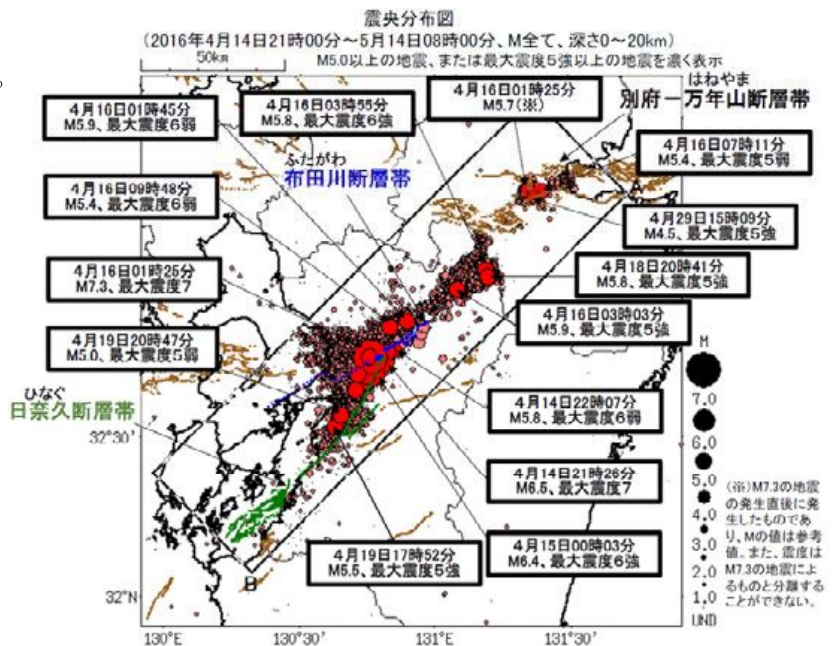 震央分布図
(2016年4月14日21時00分～5月14日08時00分、M全て、深さ0～20km)
50km
M5.0以上の地震、または最大震度5強以上の地震を濃く表示
。
4月16日01時45分
M5.9、最大震度6弱
4月16日03時55分
M5.8、最大震度6強
4月16日01時25分
M5.7(※)
はねやま
別府－万年山断層帯
ふたがわ
布田川断層帯
4月16日07時11分
M5.4、最大震度5弱
A
4月16日09時48分
M5.4、最大震度6弱
4月29日15時09分
M4.5、最大震度5強
4月16日01時25分
M7.3、最大震度7
4月18日20時41分
M5.8、最大震度5強
4月16日03時03分
M5.9、最大震度5強
4月19日20時47分
M5.0、最大震度5弱
ひなぐ
日奈久断層帯
4月14日22時07分
M5.8、最大震度6弱
4月14日21時26分
M6.5、最大震度7
4月15日00時03分
M6.4、最大震度6強
4月19日17時52分
M5.5、最大震度5強
B
32°30'
32°N
130°E
130°30'
131°E
131°30'
M
7.0
6.0
5.0
4.0
3.0
2.0
1.0
UND
(※)M7.3の地震
の発生直後に発
生したものであ
り、Mの値は参考
値。また、震度は
M7.3の地震によ
るものと分離する
ことができない。